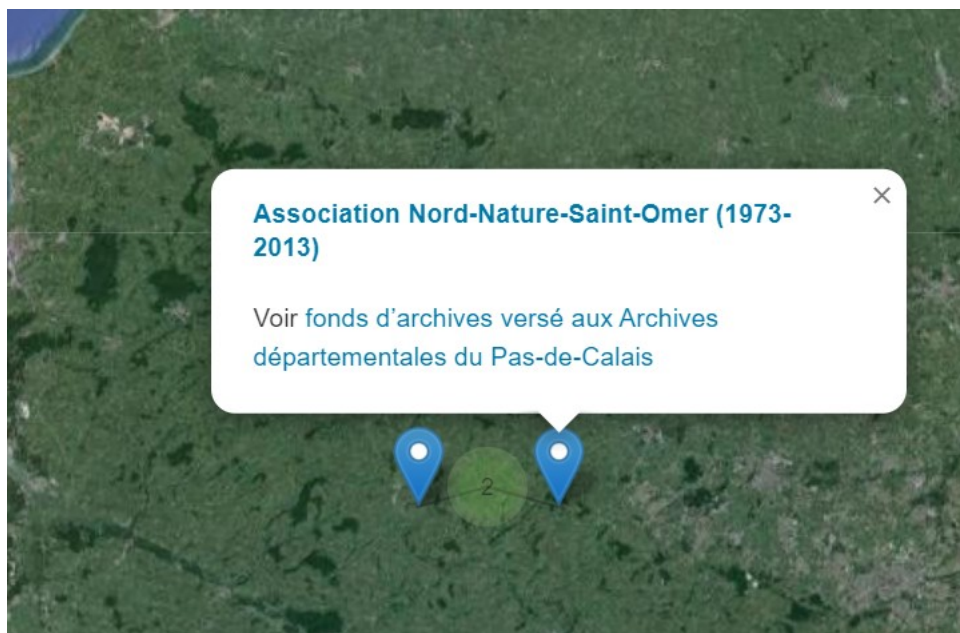 ×
Association Nord-Nature-Saint-Omer (1973-
2013)
Voir fonds d’archives versé aux Archives
départementales du Pas-de-Calais
2